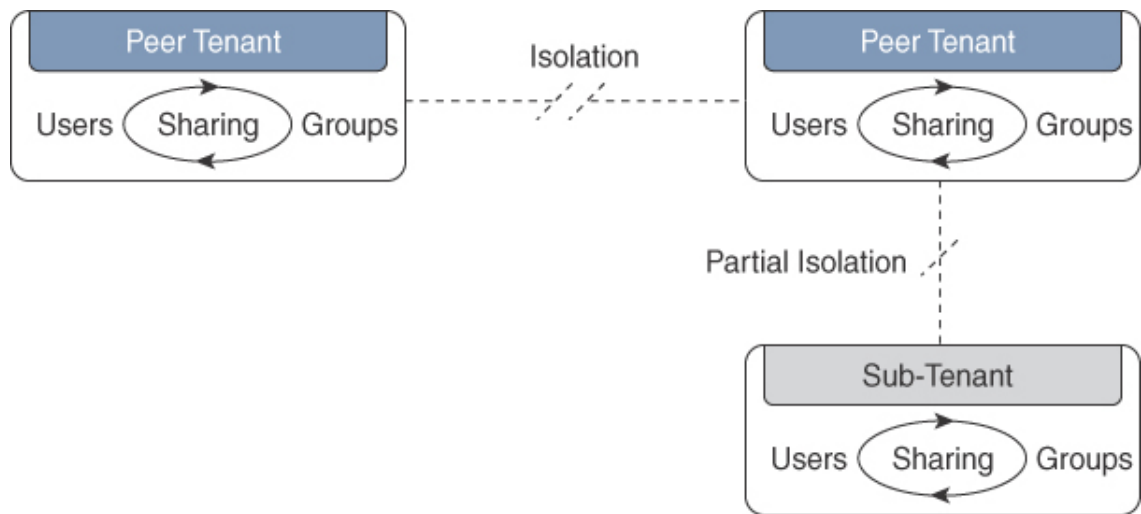 Peer Tenant
Users Sharing Groups
Isolation
Peer Tenant
Users Sharing Groups
Partial Isolation
Sub-Tenant
Users Sharing Groups